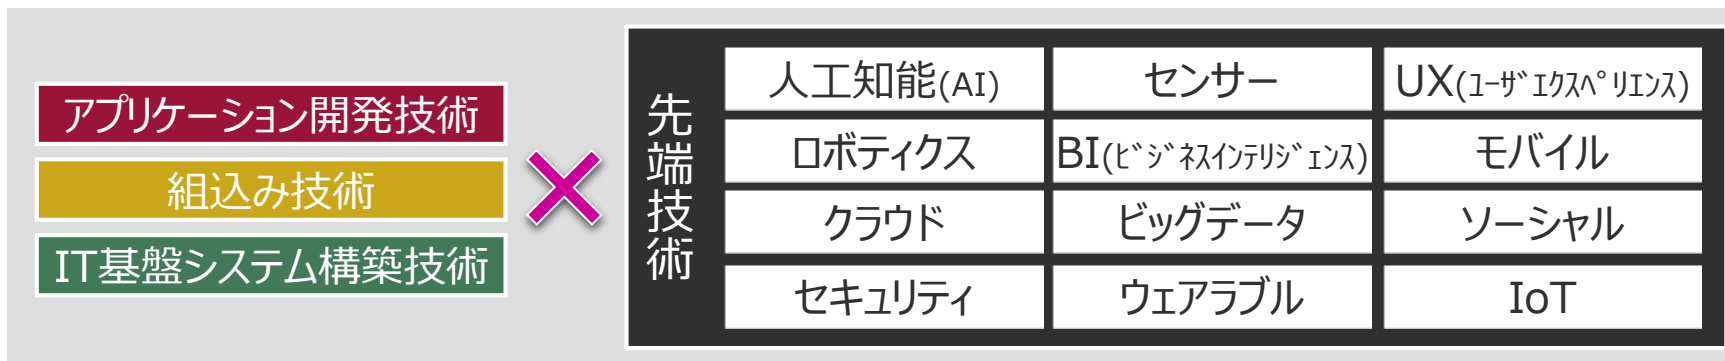 アプリケーション開発技術
組込み技術
IT基盤システム構築技術
先端技術
人工知能(AI)
センサー
UX(ﾕｰｻﾞｴｸｽﾍﾟﾘｴﾝｽ)
ロボティクス
BI(ﾋﾞｼﾞﾈｽｲﾝﾃﾘｼﾞｪﾝｽ)
モバイル
クラウド
ビッグデータ
ソーシャル
セキュリティ
ウェアラブル
IoT